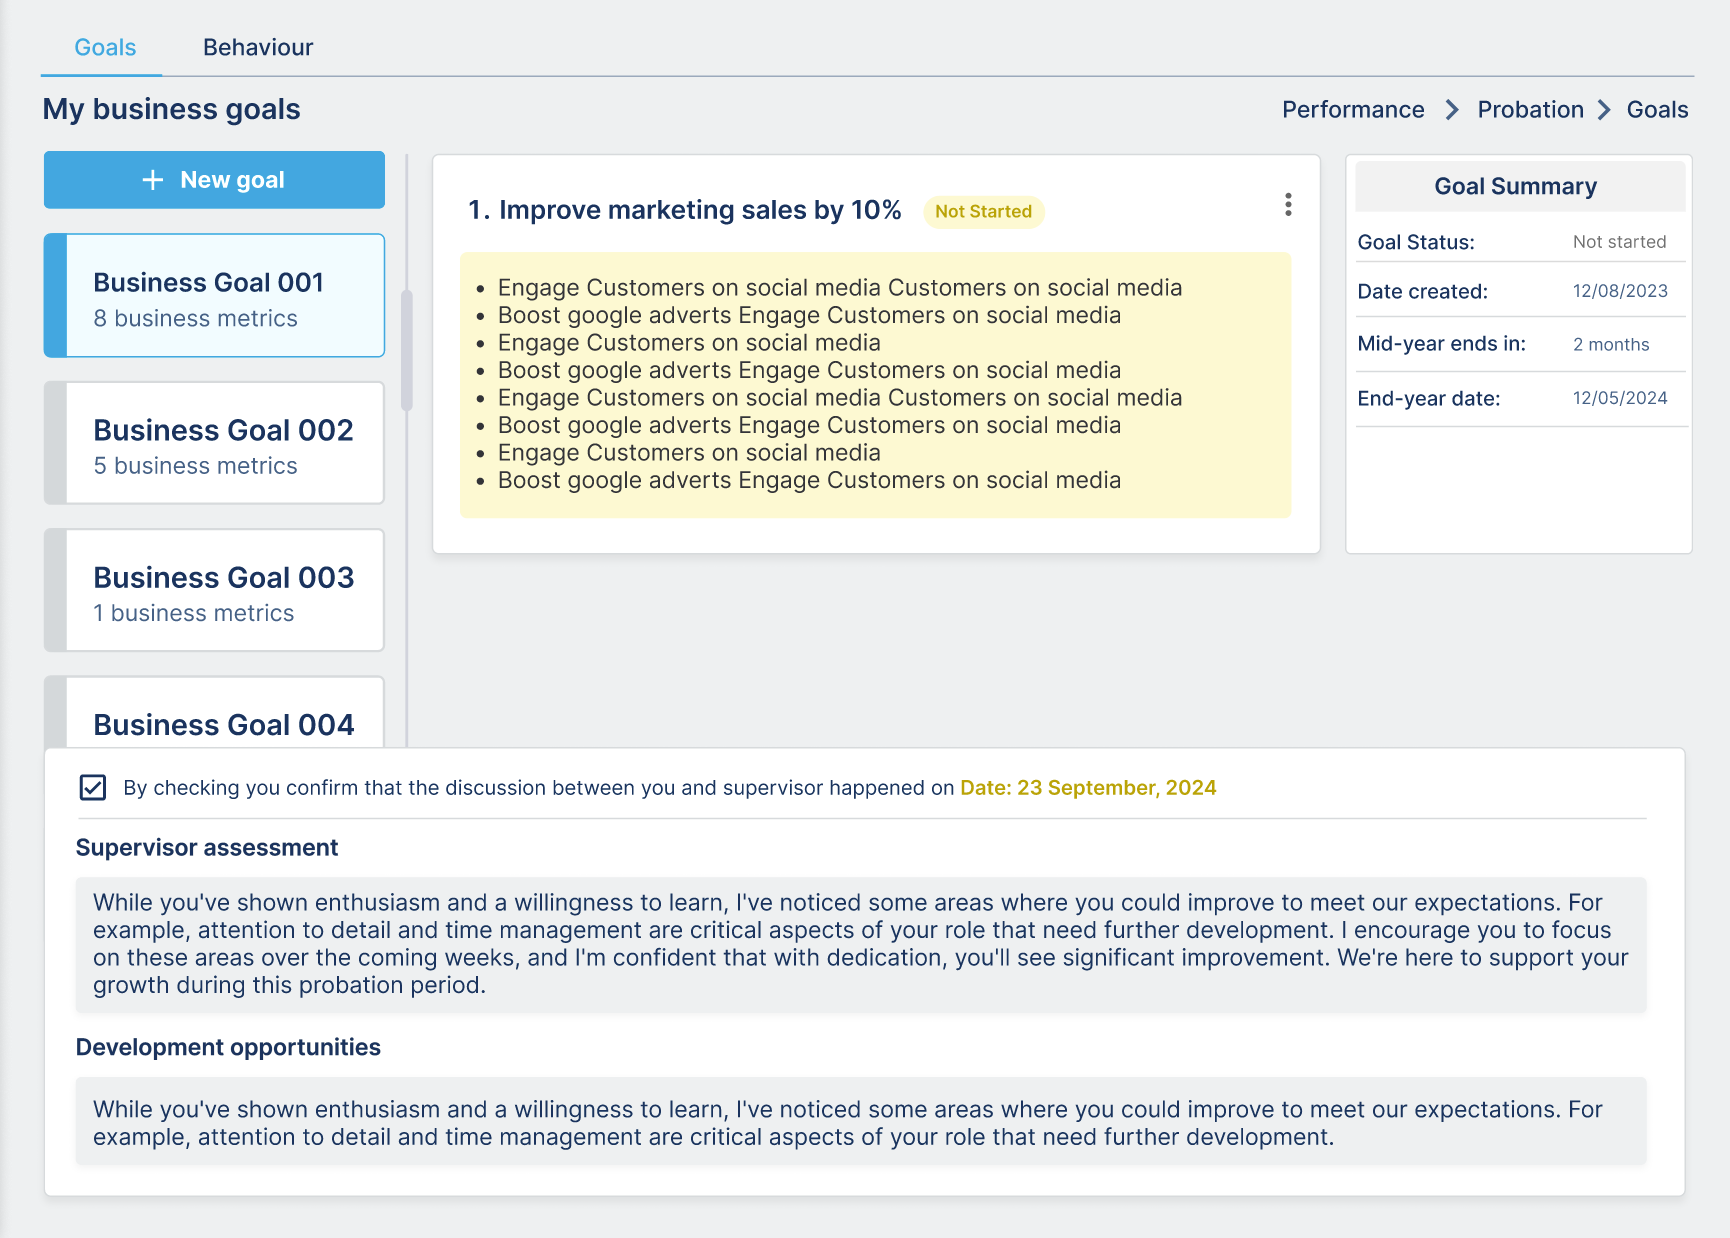 Goals
Behaviour
My business goals
Performance > Probation > Goals
+ New goal
Business Goal 001
8 business metrics
Business Goal 002
5 business metrics
Business Goal 003
1 business metrics
Business Goal 004
1. Improve marketing sales by 10%
Not Started
• Engage Customers on social media Customers on social media
• Boost google adverts Engage Customers on social media
• Engage Customers on social media
• Boost google adverts Engage Customers on social media
• Engage Customers on social media Customers on social media
• Boost google adverts Engage Customers on social media
• Engage Customers on social media
• Boost google adverts Engage Customers on social media
Goal Summary
Goal Status: Not started
Date created: 12/08/2023
Mid-year ends in: 2 months
End-year date: 12/05/2024
By checking you confirm that the discussion between you and supervisor happened on Date: 23 September, 2024
Supervisor assessment
While you've shown enthusiasm and a willingness to learn, I've noticed some areas where you could improve to meet our expectations. For
example, attention to detail and time management are critical aspects of your role that need further development. I encourage you to focus
on these areas over the coming weeks, and I'm confident that with dedication, you'll see significant improvement. We're here to support your
growth during this probation period.
Development opportunities
While you've shown enthusiasm and a willingness to learn, I've noticed some areas where you could improve to meet our expectations. For
example, attention to detail and time management are critical aspects of your role that need further development.